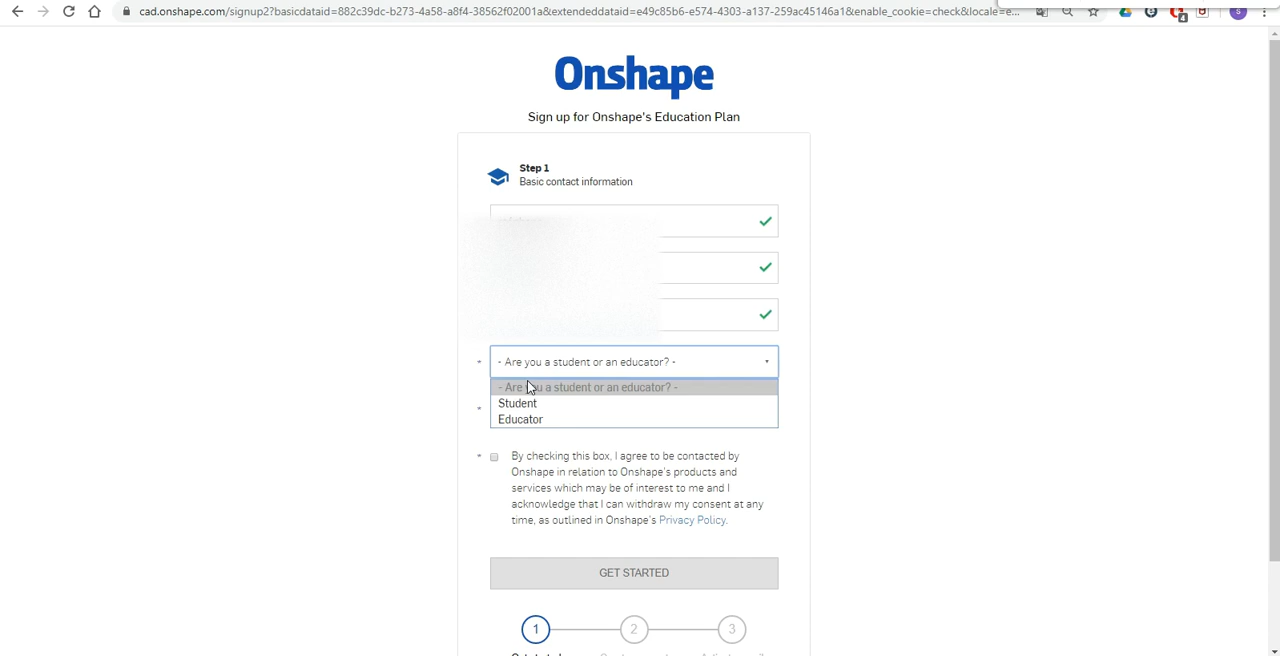 cad.onshape.com/signup2?basicdataid=882c39dc-b273-4a58-a8f4-38562f02001a&extendeddataid=e49c85b6-e574-4303-a137-259ac45146a1&enable_cookie=check&locale=e...
4
S
Onshape
Sign up for Onshape's Education Plan
Step 1
Basic contact information
* - Are you a student or an educator? -
- Are you a student or an educator? -
Student
*
Educator
* By checking this box, I agree to be contacted by
Onshape in relation to Onshape's products and
services which may be of interest to me and I
acknowledge that I can withdraw my consent at any
time, as outlined in Onshape's Privacy Policy.
GET STARTED
1 2 3